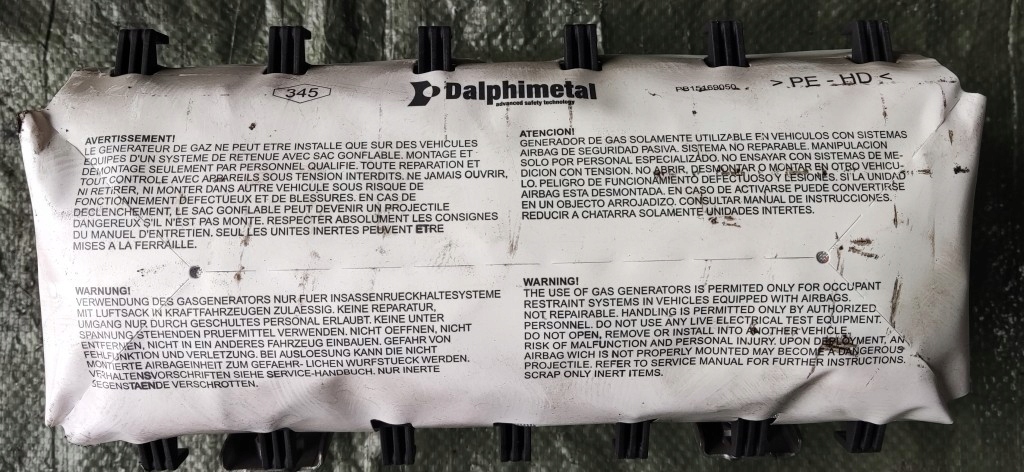 345
Dalphimetal
advanced safety technology
PB15169050
> PE - HD <
AVERTISSEMENT!
LE GENERATEUR DE GAZ NE PEUT ETRE INSTALLE QUE SUR DES VEHICULES
EQUIPES D'UN SYSTEME DE RETENUE AVEC SAC GONFLABLE. MONTAGE ET
DEMONTAGE SEULEMENT PAR PERSONNEL QUALIFIE. TOUTE REPARATION ET
TOUT CONTROLE AVEC APPAREILS SOUS TENSION INTERDITS. NE JAMAIS OUVRIR,
NI RETIRER, NI MONTER DANS AUTRE VEHICULE SOUS RISQUE DE
FONCTIONNEMENT DEFECTUEUX ET DE BLESSURES. EN CAS DE
DECLENCHEMENT, LE SAC GONFLABLE PEUT DEVENIR UN PROJECTILE
DANGEREUX S'IL N'EST PAS MONTE. RESPECTER ABSOLUMENT LES CONSIGNES
DU MANUEL D'ENTRETIEN. SEUL LES UNITES INERTES PEUVENT ETRE
MISES A LA FERRAILLE.
ATENCION!
GENERADOR DE GAS SOLAMENTE UTILIZABLE EN VEHICULOS CON SISTEMAS
AIRBAG DE SEGURIDAD PASIVA. SISTEMA NO REPARABLE. MANIPULACION
SOLO POR PERSONAL ESPECIALIZADO. NO ENSAYAR CON SISTEMAS DE ME-
DICION CON TENSION. NO ABRIR, DESMONTAR O MONTAR EN OTRO VEHICU-
LO. PELIGRO DE FUNCIONAMIENTO DEFECTUOSO Y LESIONES, SI LA UNIDAD
AIRBAG ESTA DESMONTADA. EN CASO DE ACTIVARSE PUEDE CONVERTIRSE
EN UN OBJECTO ARROJADIZO. CONSULTAR MANUAL DE INSTRUCCIONES.
REDUCIR A CHATARRA SOLAMENTE UNIDADES INTERTES.
WARNUNG!
VERWENDUNG DES GASGENERATORS NUR FUER INSASSENRUECKHALTESYSTEME
MIT LUFTSACK IN KRAFTFAHRZEUGEN ZULAESSIG. KEINE REPARATUR,
UMGANG NUR DURCH GESCHULTES PERSONAL ERLAUBT. KEINE UNTER
SPANNUNG STEHENDEN PRUEFMITTEL VERWENDEN. NICHT OEFFNEN, NICHT
ENTFERNEN, NICHT IN EIN ANDERES FAHRZEUG EINBAUEN. GEFAHR VON
FEHLFUNKTION UND VERLETZUNG. BEI AUSLOESUNG KANN DIE NICHT
MONTIERTE AIRBAGEINHEIT ZUM GEFAEHR- LICHEN WURFSTUECK WERDEN.
VERHALTENSVORSCHRIFTEN SIEHE SERVICE-HANDBUCH. NUR INERTE
GEGENSTAENDE VERSCHROTTEN.
WARNING!
THE USE OF GAS GENERATORS IS PERMITED ONLY FOR OCCUPANT
RESTRAINT SYSTEMS IN VEHICLES EQUIPPED WITH AIRBAGS.
NOT REPAIRABLE. HANDLING IS PERMITTED ONLY BY AUTHORIZED
PERSONNEL. DO NOT USE ANY LIVE ELECTRICAL TEST EQUIPMENT.
DO NOT OPEN, REMOVE OR INSTALL INTO ANOTHER VEHICLE,
RISK OF MALFUNCTION AND PERSONAL INJURY. UPON DEPLOYMENT, AN
AIRBAG WICH IS NOT PROPERLY MOUNTED MAY BECOME A DANGEROUS
PROJECTILE. REFER TO SERVICE MANUAL FOR FURTHER INSTRUCTIONS.
SCRAP ONLY INERT ITEMS.